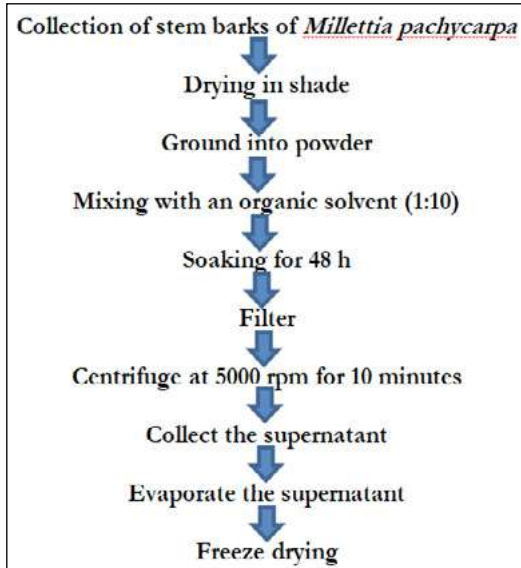 Collection of stem barks of Millettia pachycarpa
Drying in shade
Ground into powder
Mixing with an organic solvent (1:10)
Soaking for 48 h
Filter
Centrifuge at 5000 rpm for 10 minutes
Collect the supernatant
Evaporate the supernatant
Freeze drying